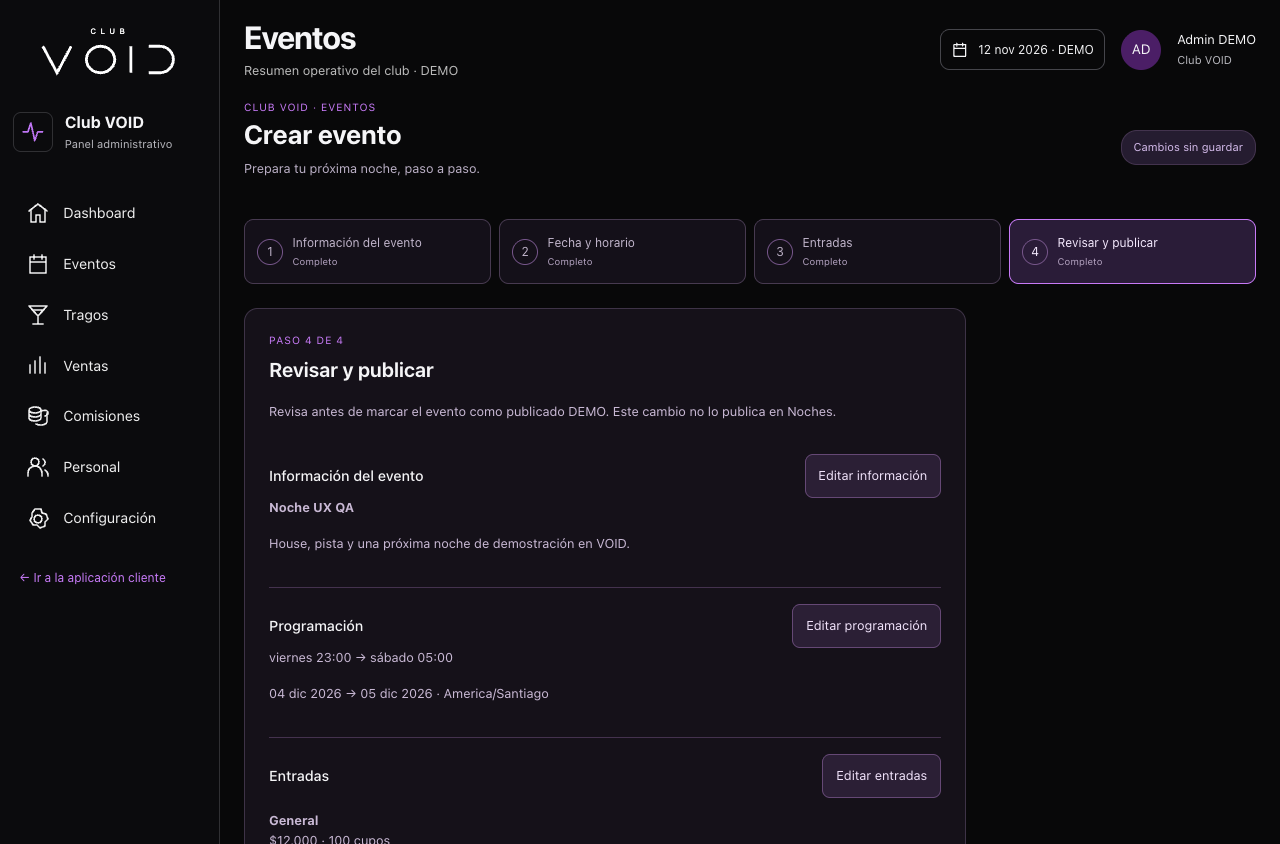 CLUB
VOID
Club VOID
Panel administrativo
Dashboard
Eventos
Tragos
Ventas
Comisiones
Personal
Configuración
← Ir a la aplicación cliente
Eventos
Resumen operativo del club · DEMO
12 nov 2026 · DEMO
AD
Admin DEMO
Club VOID
CLUB VOID · EVENTOS
Crear evento
Prepara tu próxima noche, paso a paso.
Cambios sin guardar
1
Información del evento
Completo
2
Fecha y horario
Completo
3
Entradas
Completo
4
Revisar y publicar
Completo
PASO 4 DE 4
Revisar y publicar
Revisa antes de marcar el evento como publicado DEMO. Este cambio no lo publica en Noches.
Información del evento
Editar información
Noche UX QA
House, pista y una próxima noche de demostración en VOID.
Programación
Editar programación
viernes 23:00 → sábado 05:00
04 dic 2026 → 05 dic 2026 · America/Santiago
Entradas
Editar entradas
General
$12.000 · 100 cupos